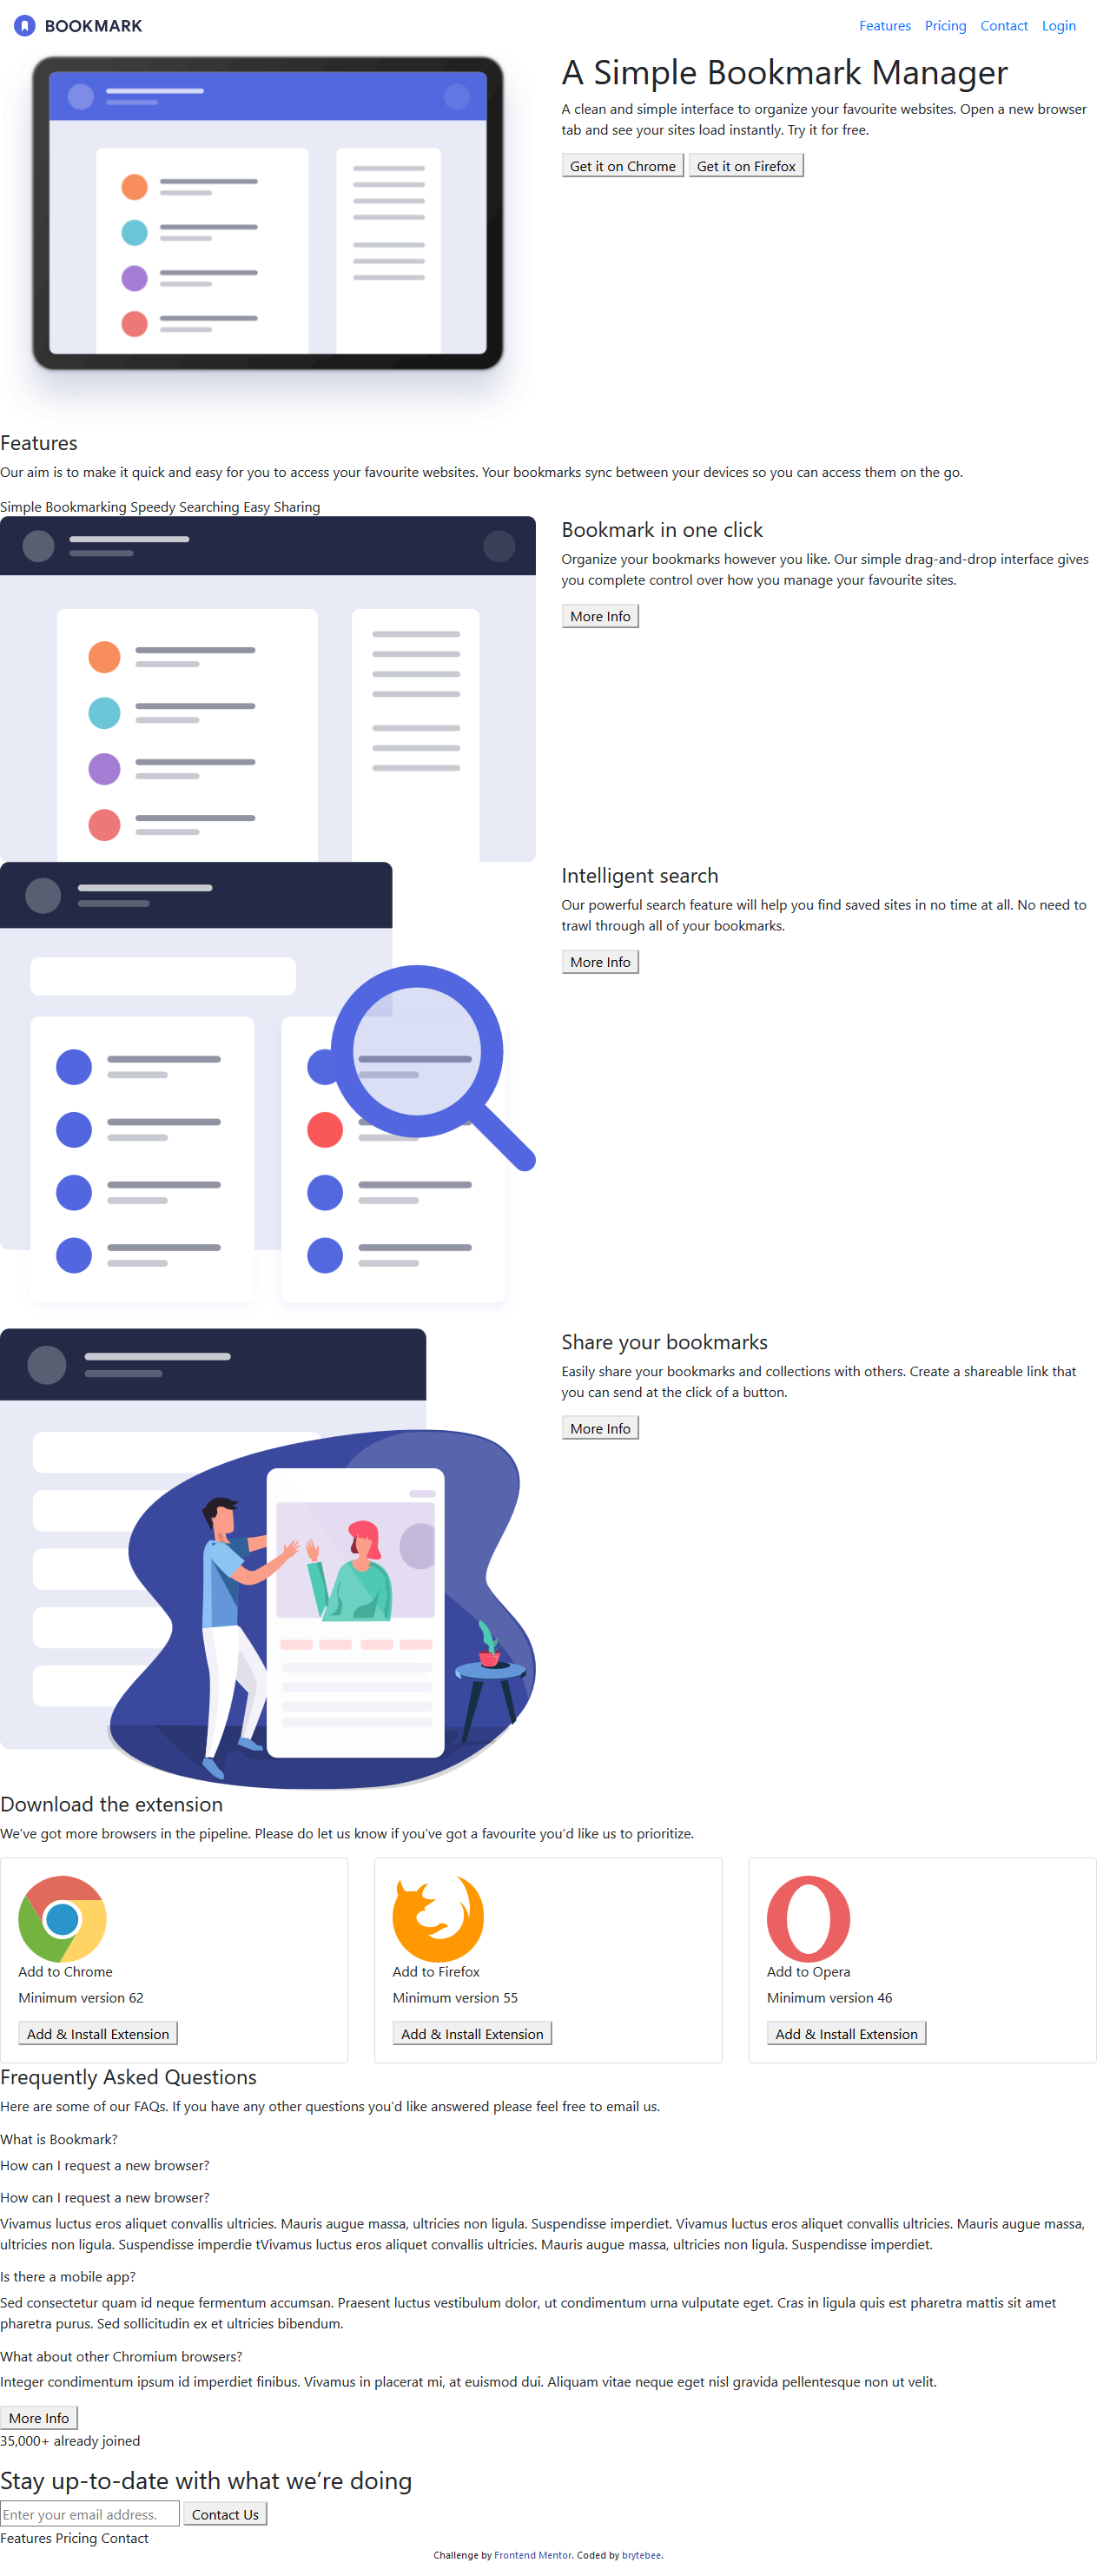 BOOKMARK
Features Pricing Contact Login
A Simple Bookmark Manager
A clean and simple interface to organize your favourite websites. Open a new browser
tab and see your sites load instantly. Try it for free.
Get it on Chrome Get it on Firefox
Features
Our aim is to make it quick and easy for you to access your favourite websites. Your bookmarks sync between your devices so you can access them on the go.
Simple Bookmarking Speedy Searching Easy Sharing
Bookmark in one click
Organize your bookmarks however you like. Our simple drag-and-drop interface gives
you complete control over how you manage your favourite sites.
More Info
Intelligent search
Our powerful search feature will help you find saved sites in no time at all. No need to
trawl through all of your bookmarks.
More Info
Share your bookmarks
Easily share your bookmarks and collections with others. Create a shareable link that
you can send at the click of a button.
More Info
Download the extension
We’ve got more browsers in the pipeline. Please do let us know if you’ve got a favourite you’d like us to prioritize.
Add to Chrome
Minimum version 62
Add & Install Extension
Add to Firefox
Minimum version 55
Add & Install Extension
Add to Opera
Minimum version 46
Add & Install Extension
Frequently Asked Questions
Here are some of our FAQs. If you have any other questions you’d like answered please feel free to email us.
What is Bookmark?
How can I request a new browser?
How can I request a new browser?
Vivamus luctus eros aliquet convallis ultricies. Mauris augue massa, ultricies non ligula. Suspendisse imperdiet. Vivamus luctus eros aliquet convallis ultricies. Mauris augue massa,
ultricies non ligula. Suspendisse imperdie tVivamus luctus eros aliquet convallis ultricies. Mauris augue massa, ultricies non ligula. Suspendisse imperdiet.
Is there a mobile app?
Sed consectetur quam id neque fermentum accumsan. Praesent luctus vestibulum dolor, ut condimentum urna vulputate eget. Cras in ligula quis est pharetra mattis sit amet
pharetra purus. Sed sollicitudin ex et ultricies bibendum.
What about other Chromium browsers?
Integer condimentum ipsum id imperdiet finibus. Vivamus in placerat mi, at euismod dui. Aliquam vitae neque eget nisl gravida pellentesque non ut velit.
More Info
35,000+ already joined
Stay up-to-date with what we’re doing
Enter your email address. Contact Us
Features Pricing Contact
Challenge by Frontend Mentor. Coded by brytebee.